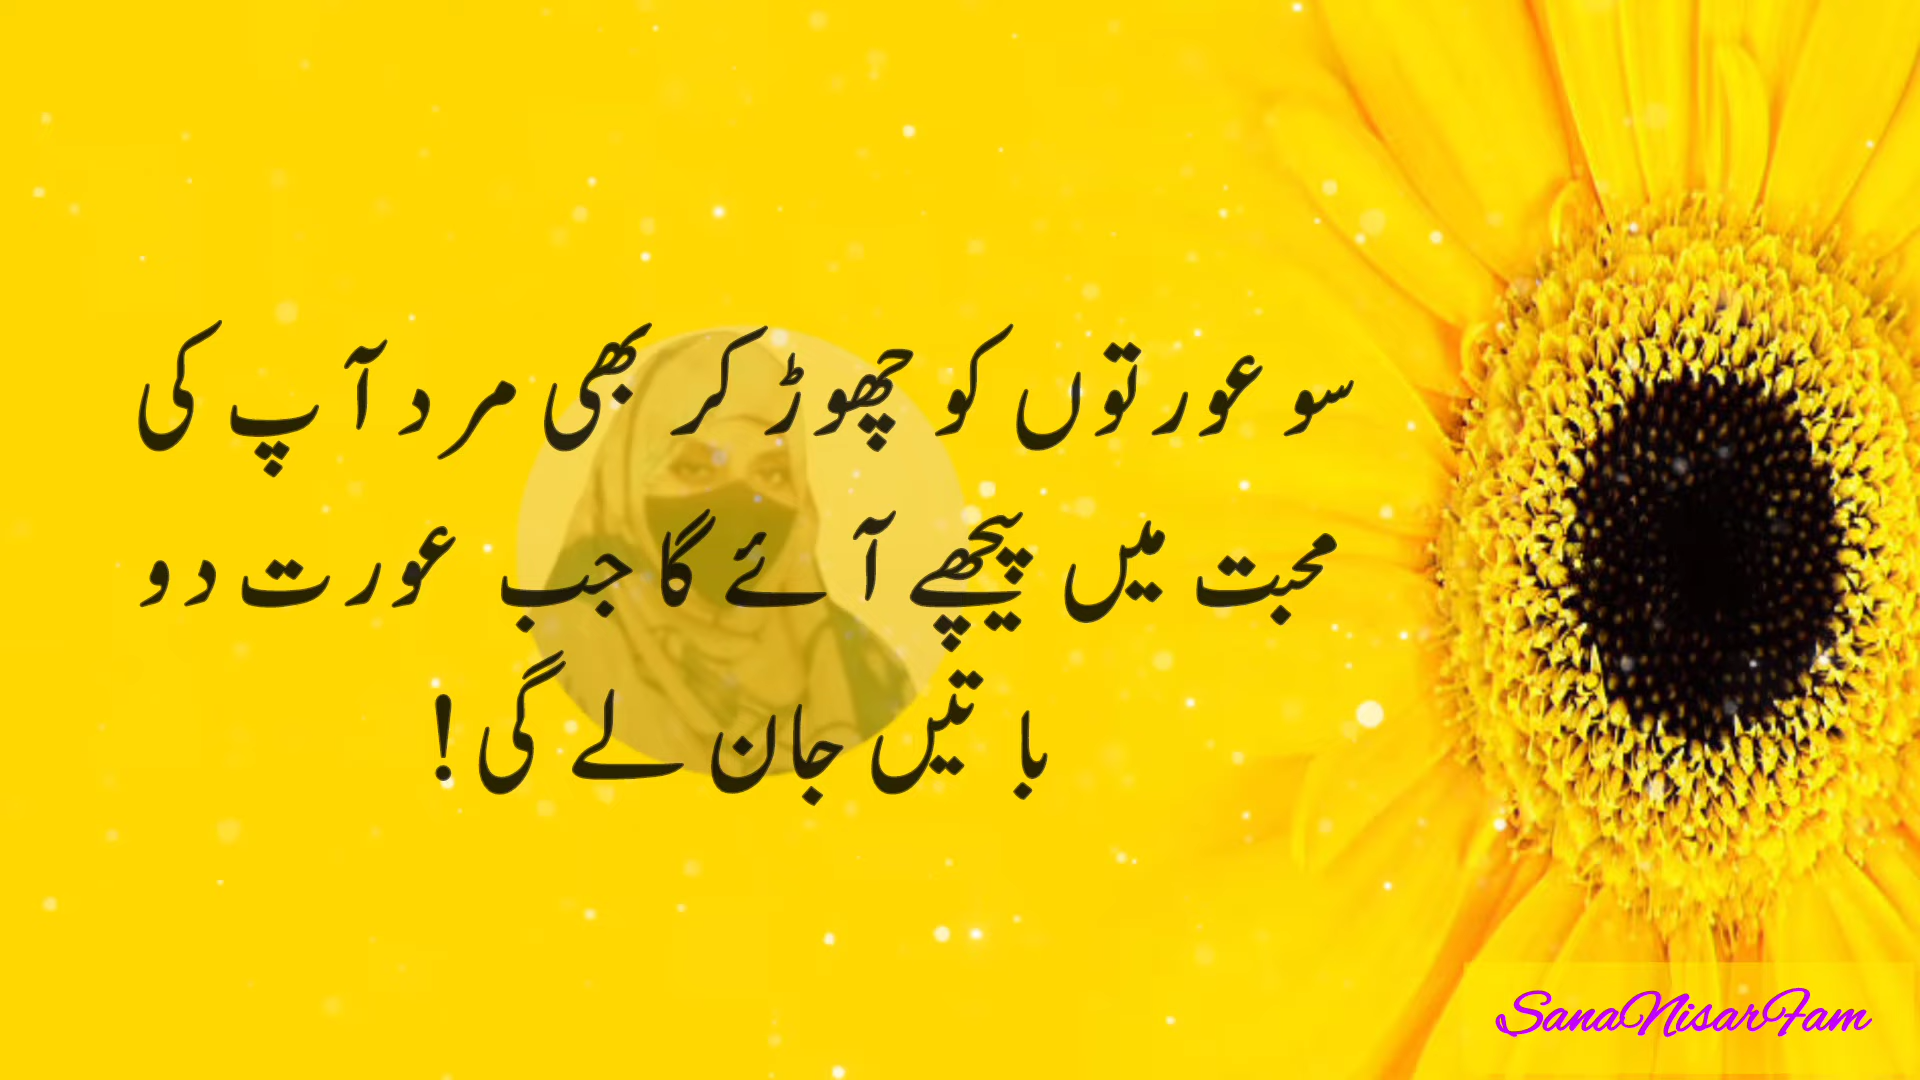 سو عورتوں کو چھوڑ کر بھی مرد آپ کی
محبت میں پیچھے آئے گا جب عورت دو
باتیں جان لے گی!
SanaNisarFam